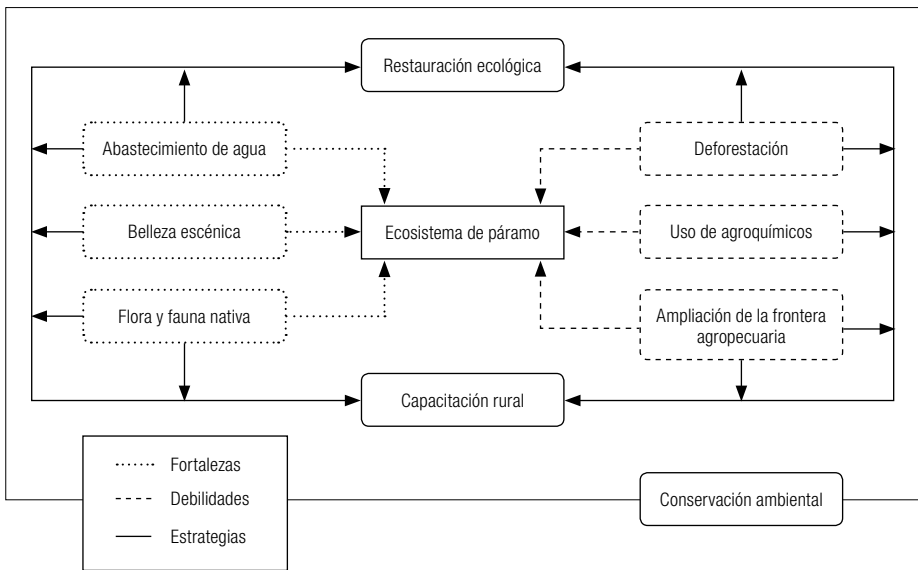 Restauración ecológica
Abastecimiento de agua
Deforestación
Belleza escénica
Ecosistema de páramo
Uso de agroquímicos
Flora y fauna nativa
Ampliación de la frontera
agropecuaria
Capacitación rural
Fortalezas
Debilidades
Estrategias
Conservación ambiental